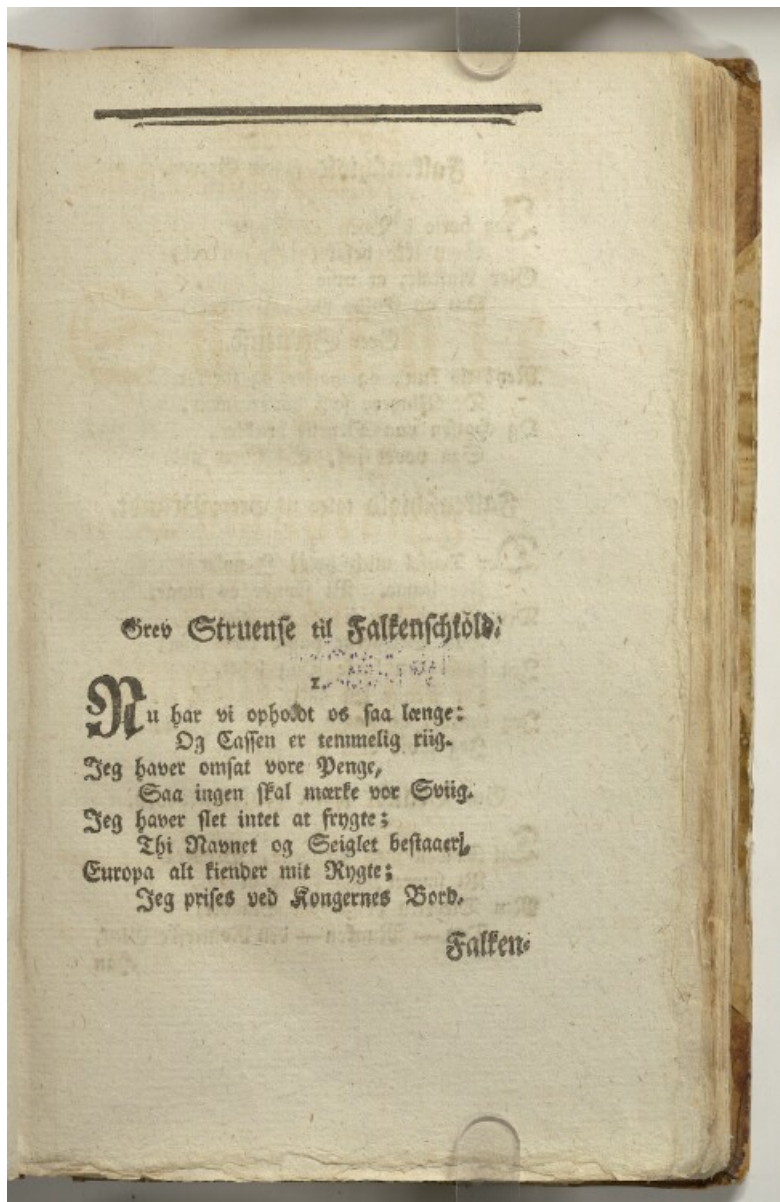 Grev Struense til Falkenschiöld.
1.
Nu har vi opholdt os saa længe:
Og Cassen er temmelig riig.
Jeg haver omsat vore Penge,
Saa ingen skal mærke vor Sviig.
Jeg haver slet intet at frygte;
Thi Navnet og Seiglet bestaaer,
Europa alt kiender mit Rygte;
Jeg prises ved Kongernes Bord.
Falken-